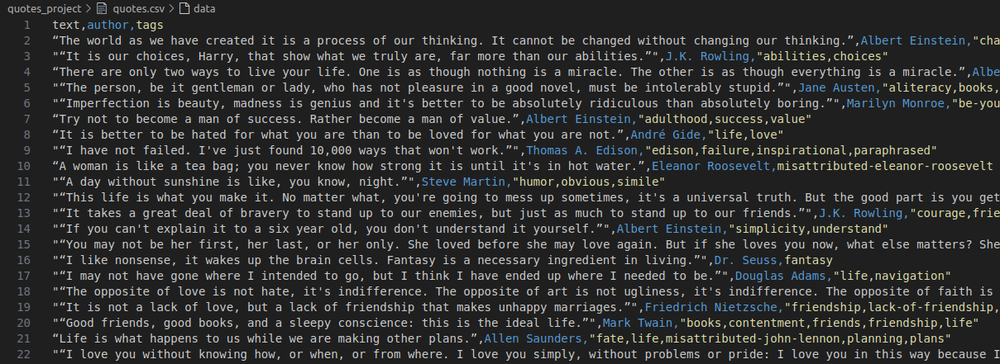 quotes_project > quotes.csv > data
1 text,author,tags
2 “The world as we have created it is a process of our thinking. It cannot be changed without changing our thinking.”,Albert Einstein,"cha
3 "“It is our choices, Harry, that show what we truly are, far more than our abilities.”",J.K. Rowling,"abilities,choices"
4 “There are only two ways to live your life. One is as though nothing is a miracle. The other is as though everything is a miracle.”,Albe
5 "“The person, be it gentleman or lady, who has not pleasure in a good novel, must be intolerably stupid.”",Jane Austen,"aliteracy,books,
6 "“Imperfection is beauty, madness is genius and it's better to be absolutely ridiculous than absolutely boring.”",Marilyn Monroe,"be-you
7 “Try not to become a man of success. Rather become a man of value.”,Albert Einstein,"adulthood,success,value"
8 “It is better to be hated for what you are than to be loved for what you are not.”,André Gide,"life,love"
9 "“I have not failed. I've just found 10,000 ways that won't work.”",Thomas A. Edison,"edison,failure,inspirational,paraphrased"
10 “A woman is like a tea bag; you never know how strong it is until it's in hot water.”,Eleanor Roosevelt,misattributed-eleanor-roosevelt
11 "“A day without sunshine is like, you know, night.”",Steve Martin,"humor,obvious,simile"
12 "“This life is what you make it. No matter what, you're going to mess up sometimes, it's a universal truth. But the good part is you get
13 "“It takes a great deal of bravery to stand up to our enemies, but just as much to stand up to our friends.”",J.K. Rowling,"courage,frie
14 "“If you can't explain it to a six year old, you don't understand it yourself.”",Albert Einstein,"simplicity,understand"
15 "“You may not be her first, her last, or her only. She loved before she may love again. But if she loves you now, what else matters? She
16 "“I like nonsense, it wakes up the brain cells. Fantasy is a necessary ingredient in living.”",Dr. Seuss,fantasy
17 "“I may not have gone where I intended to go, but I think I have ended up where I needed to be.”",Douglas Adams,"life,navigation"
18 "“The opposite of love is not hate, it's indifference. The opposite of art is not ugliness, it's indifference. The opposite of faith is
19 "“It is not a lack of love, but a lack of friendship that makes unhappy marriages.”",Friedrich Nietzsche,"friendship,lack-of-friendship,
20 "“Good friends, good books, and a sleepy conscience: this is the ideal life.”",Mark Twain,"books,contentment,friends,friendship,life"
21 “Life is what happens to us while we are making other plans.”,Allen Saunders,"fate,life,misattributed-john-lennon,planning,plans"
22 "“I love you without knowing how, or when, or from where. I love you simply, without problems or pride: I love you in this way because I